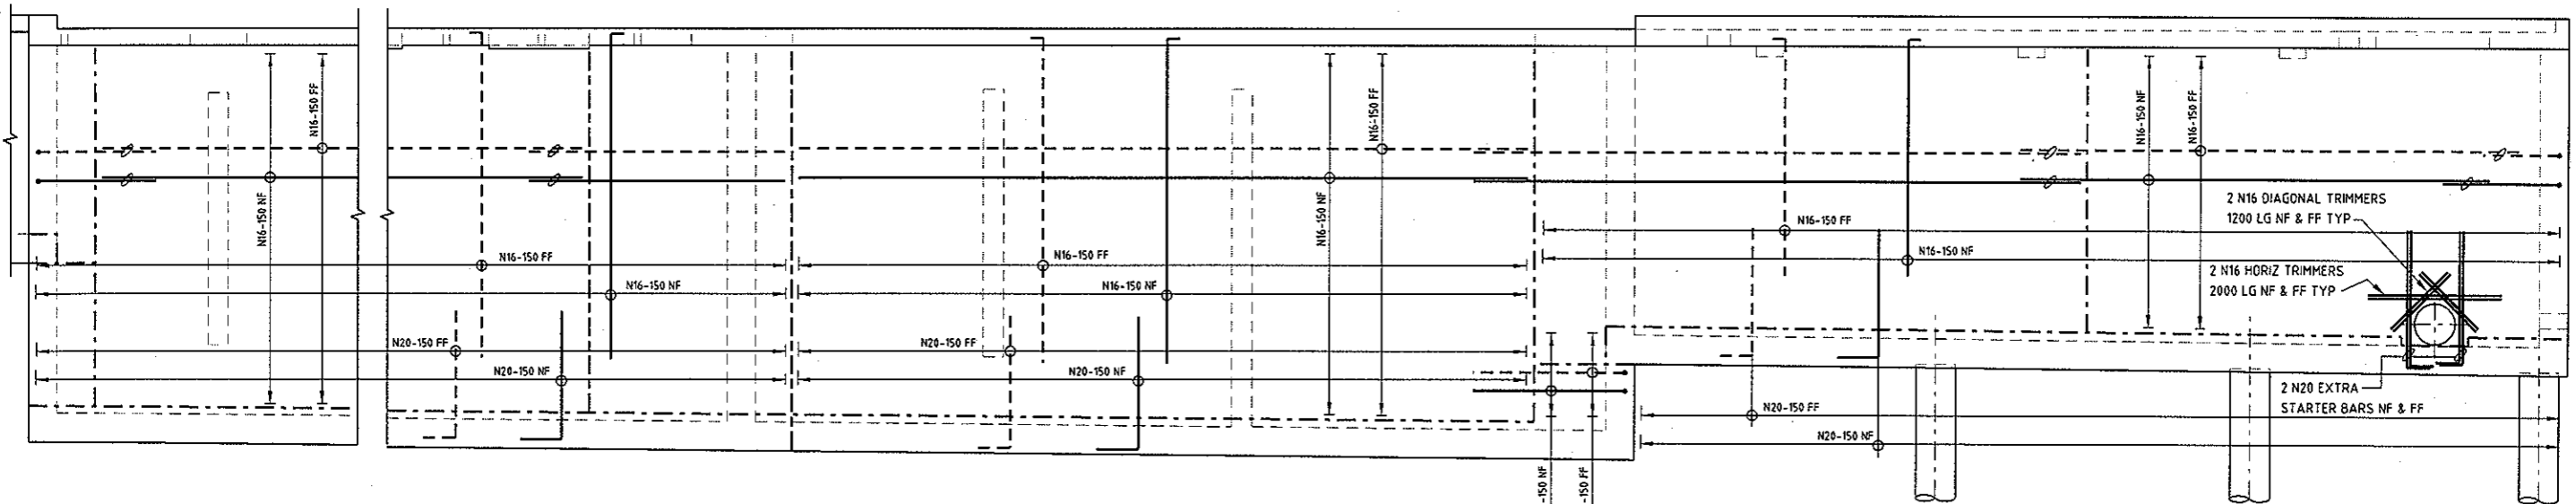 N16-150 FF
N16-150 NF
N16-150 FF
N16-150 NF
N20-150 FF
N20-150 NF
N16-150 FF
N16-150 NF
N20-150 FF
N20-150 NF
N16-150 FF
N16-150 NF
-150 NF
-150 FF
N16-150 FF
N16-150 NF
N16-150 NF
N16-150 FF
N20-150 FF
N20-150 NF
2 N16 DIAGONAL TRIMMERS
1200 LG NF & FF TYP
2 N16 HORIZ TRIMMERS
2000 LG NF & FF TYP
2 N20 EXTRA
STARTER BARS NF & FF